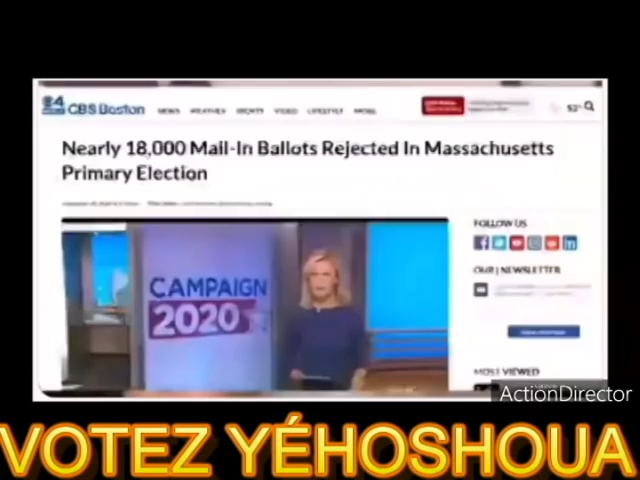 CBS Boston
NEWS WEATHER SPORTS VIDEO LIFESTYLE MORE
52°
Nearly 18,000 Mail-In Ballots Rejected In Massachusetts
Primary Election
FOLLOW US
OUR | NEWSLETTER
CAMPAIGN
2020
MOST VIEWED
ActionDirector
VOTEZ YÉHOSHOUA